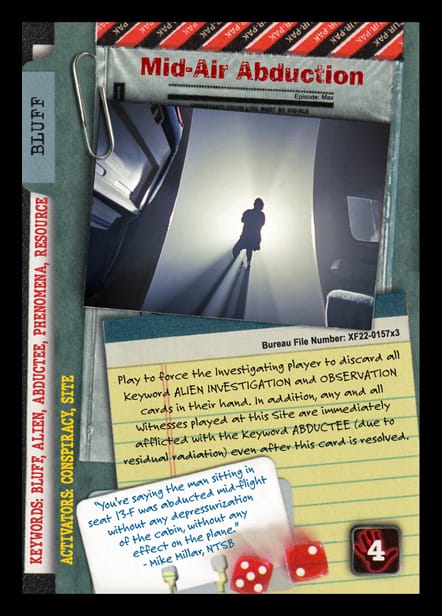 UR-PAK
Mid-Air Abduction
Episode: Max
BLUFF
KEYWORDS: BLUFF, ALIEN, ABDUCTEE, PHENOMENA, RESOURCE
ACTIVATORS: CONSPIRACY, SITE
Bureau File Number: XF22-0157x3
Play to force the Investigating player to discard all
Keyword ALIEN INVESTIGATION and OBSERVATION
cards in their hand. In addition, any and all
Witnesses played at this Site are immediately
afflicted with the Keyword ABDUCTEE (due to
residual radiation) even after this card is resolved.
"You're saying the man sitting in
seat 13-F was abducted mid-flight
without any depressurization
of the cabin, without any
effect on the plane."
- Mike Millar, NTSB
4